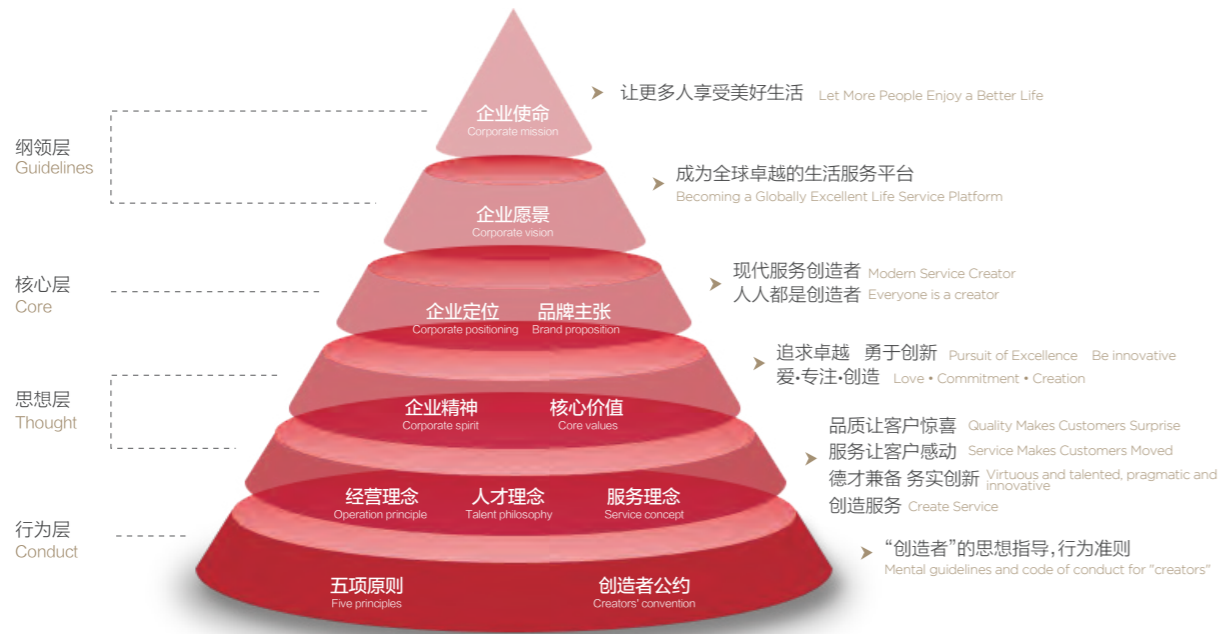 企业使命
Corporate mission
让更多人享受美好生活 Let More People Enjoy a Better Life
纲领层
Guidelines
企业愿景
Corporate vision
成为全球卓越的生活服务平台
Becoming a Globally Excellent Life Service Platform
核心层
Core
企业定位 品牌主张
Corporate positioning Brand proposition
现代服务创造者 Modern Service Creator
人人都是创造者 Everyone is a creator
思想层
Thought
企业精神 核心价值
Corporate spirit Core values
追求卓越 勇于创新 Pursuit of Excellence Be innovative
爱·专注·创造 Love • Commitment • Creation
经营理念 人才理念 服务理念
Operation principle Talent philosophy Service concept
品质让客户惊喜 Quality Makes Customers Surprise
服务让客户感动 Service Makes Customers Moved
德才兼备 务实创新 Virtuous and talented, pragmatic and
innovative
创造服务 Create Service
行为层
Conduct
五项原则 创造者公约
Five principles Creators' convention
“创造者”的思想指导,行为准则
Mental guidelines and code of conduct for "creators"